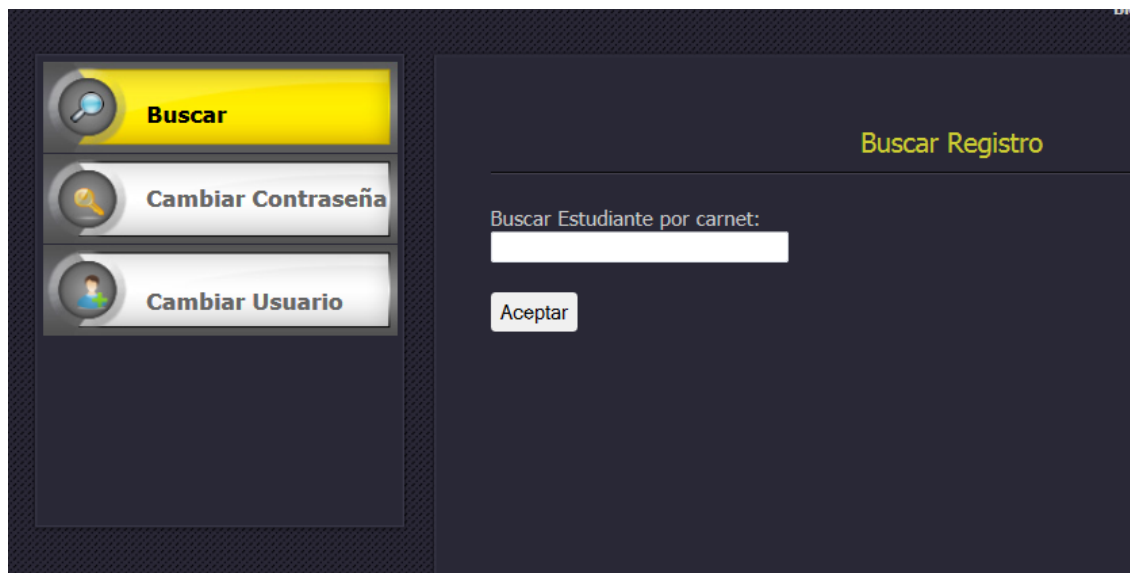 Buscar
Cambiar Contraseña
Cambiar Usuario
Buscar Registro
Buscar Estudiante por carnet:
Aceptar